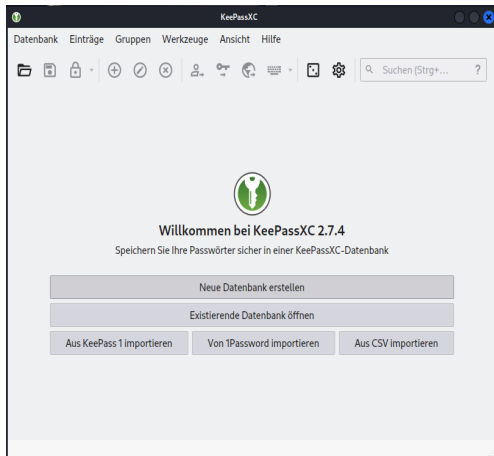 KeePassXC
Datenbank Einträge Gruppen Werkzeuge Ansicht Hilfe
Suchen (Strg+... ?
Willkommen bei KeePassXC 2.7.4
Speichern Sie Ihre Passwörter sicher in einer KeePassXC-Datenbank
Neue Datenbank erstellen
Existierende Datenbank öffnen
Aus KeePass 1 importieren Von 1Password importieren Aus CSV importieren